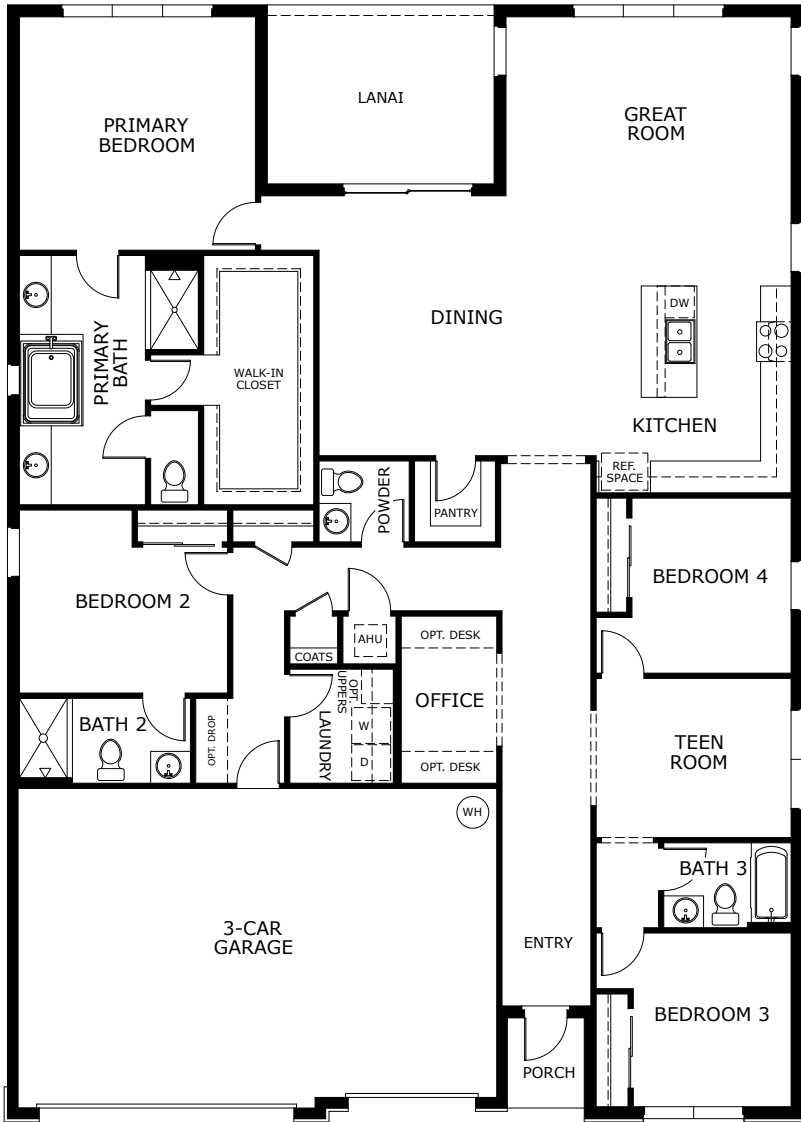 LANAI
GREAT
ROOM
PRIMARY
BEDROOM
DINING
DW
PRIMARY
BATH
WALK-IN
CLOSET
KITCHEN
REF.
SPACE
POWDER
PANTRY
BEDROOM 4
BEDROOM 2
AHU
OPT. DESK
COATS
OPT.
UPPERS
OFFICE
BATH 2
OPT. DROP
LAUNDRY
W
D
OPT. DESK
TEEN
ROOM
WH
BATH 3
3-CAR
GARAGE
ENTRY
BEDROOM 3
PORCH